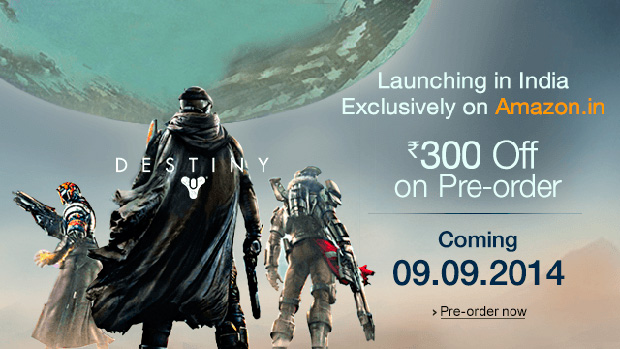 DESTINY
Launching in India
Exclusively on Amazon.in
₹300 Off
on Pre-order
Coming
09.09.2014
› Pre-order now